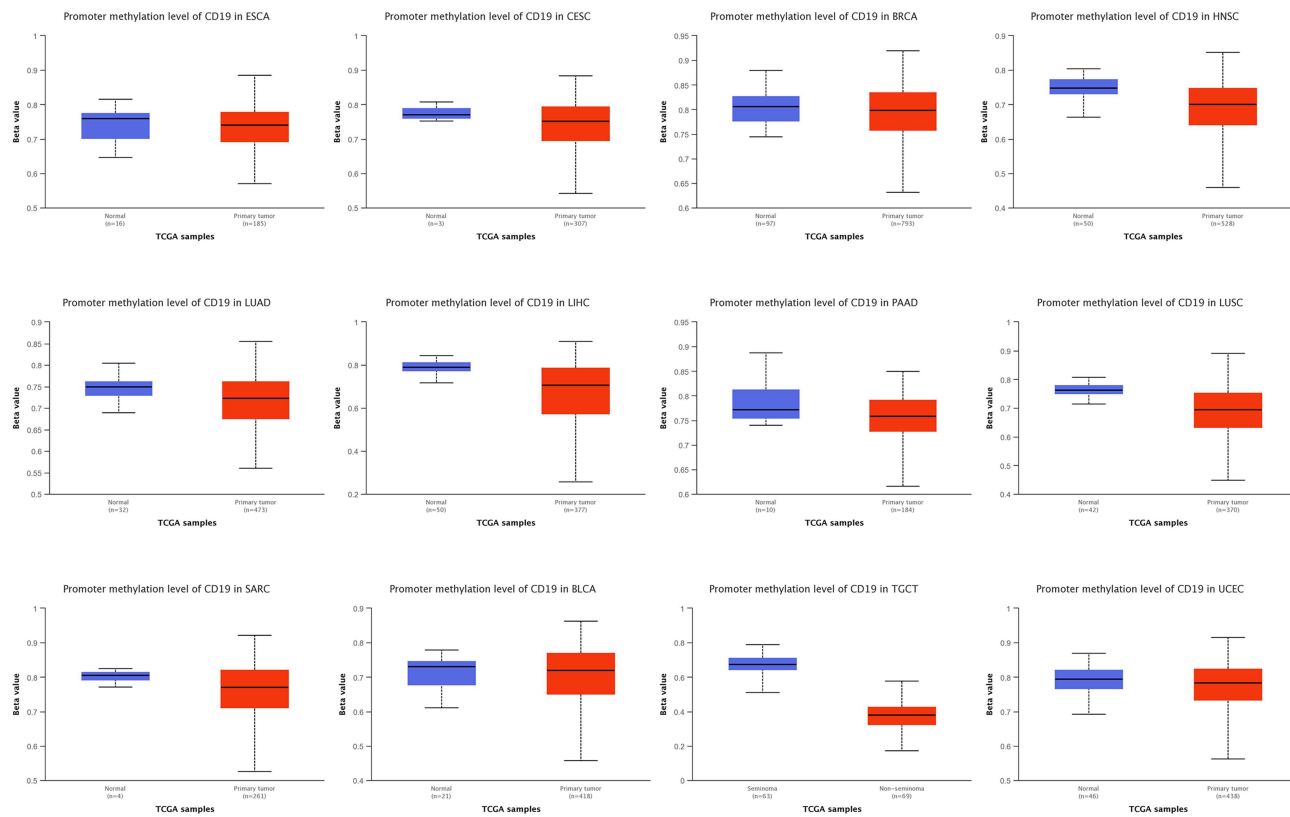 Promoter methylation level of CD19 in ESCA
Beta value
1
0.9
0.8
0.7
0.6
0.5
Normal
(n=16)
Primary tumor
(n=185)
TCGA samples
Promoter methylation level of CD19 in CESC
Beta value
1
0.9
0.8
0.7
0.6
0.5
Normal
(n=3)
Primary tumor
(n=307)
TCGA samples
Promoter methylation level of CD19 in BRCA
Beta value
0.95
0.9
0.85
0.8
0.75
0.7
0.65
0.6
Normal
(n=97)
Primary tumor
(n=793)
TCGA samples
Promoter methylation level of CD19 in HNSC
Beta value
0.9
0.8
0.7
0.6
0.5
0.4
Normal
(n=50)
Primary tumor
(n=528)
TCGA samples
Promoter methylation level of CD19 in LUAD
Beta value
0.9
0.85
0.8
0.75
0.7
0.65
0.6
0.55
0.5
Normal
(n=32)
Primary tumor
(n=473)
TCGA samples
Promoter methylation level of CD19 in LIHC
Beta value
1
0.8
0.6
0.4
0.2
Normal
(n=50)
Primary tumor
(n=377)
TCGA samples
Promoter methylation level of CD19 in PAAD
Beta value
0.95
0.9
0.85
0.8
0.75
0.7
0.65
0.6
Normal
(n=10)
Primary tumor
(n=184)
TCGA samples
Promoter methylation level of CD19 in LUSC
Beta value
1
0.9
0.8
0.7
0.6
0.5
0.4
Normal
(n=42)
Primary tumor
(n=370)
TCGA samples
Promoter methylation level of CD19 in SARC
Beta value
1
0.9
0.8
0.7
0.6
0.5
Normal
(n=4)
Primary tumor
(n=261)
TCGA samples
Promoter methylation level of CD19 in BLCA
Beta value
0.9
0.8
0.7
0.6
0.5
0.4
Normal
(n=21)
Primary tumor
(n=418)
TCGA samples
Promoter methylation level of CD19 in TGCT
Beta value
1
0.8
0.6
0.4
0.2
0
Seminoma
(n=63)
Non-seminoma
(n=69)
TCGA samples
Promoter methylation level of CD19 in UCEC
Beta value
1
0.9
0.8
0.7
0.6
0.5
Normal
(n=46)
Primary tumor
(n=438)
TCGA samples